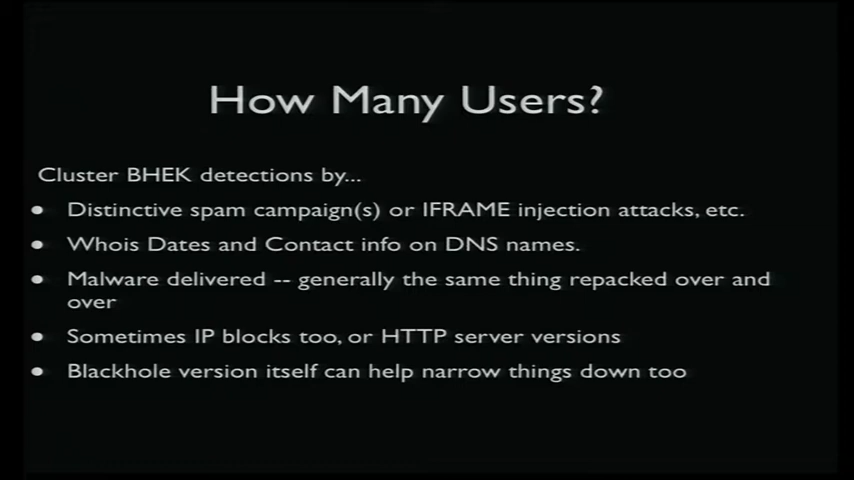 How Many Users?
Cluster BHEK detections by...
● Distinctive spam campaign(s) or IFRAME injection attacks, etc.
● Whois Dates and Contact info on DNS names.
● Malware delivered -- generally the same thing repacked over and
over
● Sometimes IP blocks too, or HTTP server versions
● Blackhole version itself can help narrow things down too